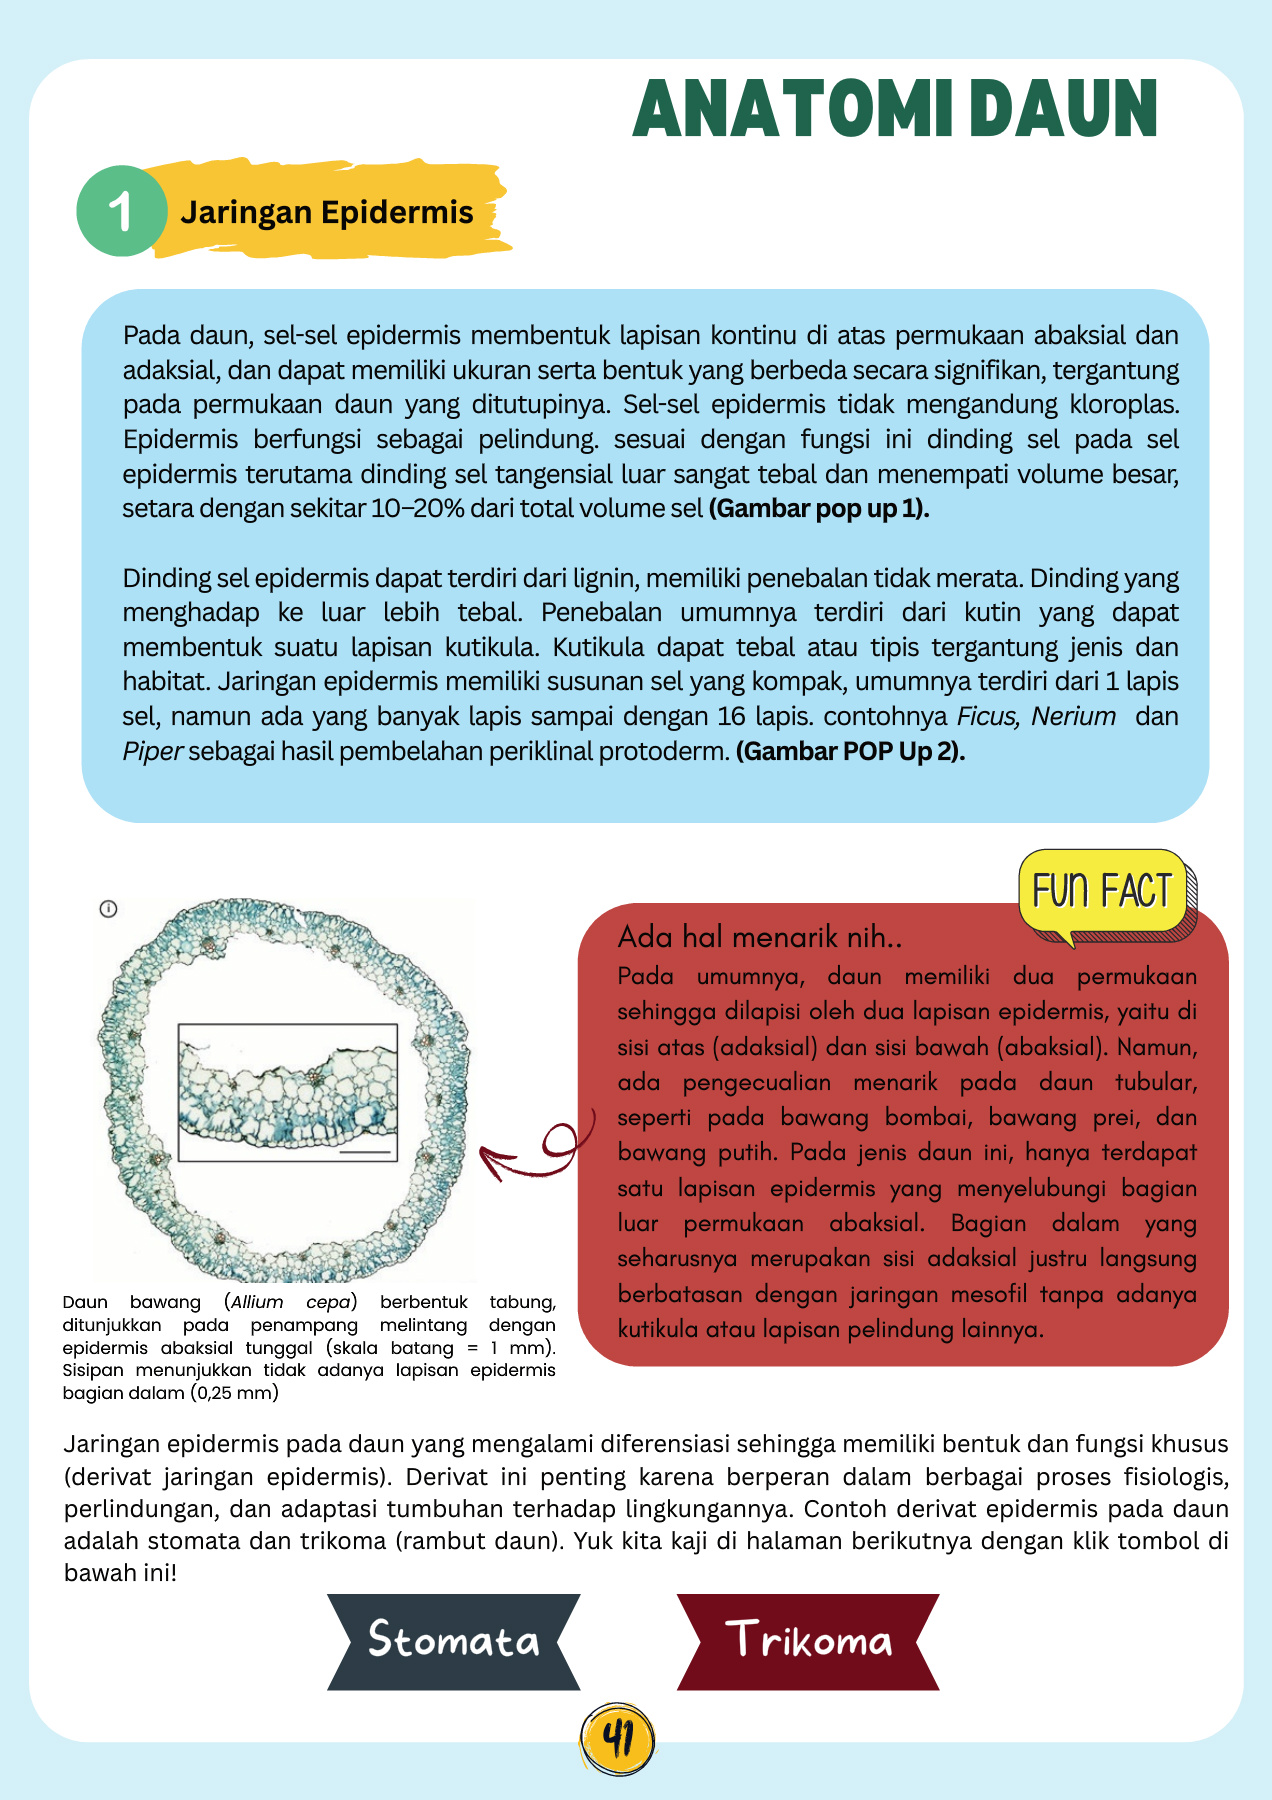 ANATOMI DAUN
1
Jaringan Epidermis
Pada daun, sel-sel epidermis membentuk lapisan kontinu di atas permukaan abaksial dan
adaksial, dan dapat memiliki ukuran serta bentuk yang berbeda secara signifikan, tergantung
pada permukaan daun yang ditutupinya. Sel-sel epidermis tidak mengandung kloroplas.
Epidermis berfungsi sebagai pelindung. sesuai dengan fungsi ini dinding sel pada sel
epidermis terutama dinding sel tangensial luar sangat tebal dan menempati volume besar,
setara dengan sekitar 10–20% dari total volume sel (Gambar pop up 1).
Dinding sel epidermis dapat terdiri dari lignin, memiliki penebalan tidak merata. Dinding yang
menghadap ke luar lebih tebal. Penebalan umumnya terdiri dari kutin yang dapat
membentuk suatu lapisan kutikula. Kutikula dapat tebal atau tipis tergantung jenis dan
habitat. Jaringan epidermis memiliki susunan sel yang kompak, umumnya terdiri dari 1 lapis
sel, namun ada yang banyak lapis sampai dengan 16 lapis. contohnya Ficus, Nerium dan
Piper sebagai hasil pembelahan periklinal protoderm. (Gambar POP Up 2).
FUN FACT
i
Ada hal menarik nih..
Pada umumnya, daun memiliki dua permukaan
sehingga dilapisi oleh dua lapisan epidermis, yaitu di
sisi atas (adaksial) dan sisi bawah (abaksial). Namun,
ada pengecualian menarik pada daun tubular,
seperti pada bawang bombai, bawang prei, dan
bawang putih. Pada jenis daun ini, hanya terdapat
satu lapisan epidermis yang menyelubungi bagian
luar permukaan abaksial. Bagian dalam yang
seharusnya merupakan sisi adaksial justru langsung
berbatasan dengan jaringan mesofil tanpa adanya
kutikula atau lapisan pelindung lainnya.
Daun bawang (Allium cepa) berbentuk tabung,
ditunjukkan pada penampang melintang dengan
epidermis abaksial tunggal (skala batang = 1 mm).
Sisipan menunjukkan tidak adanya lapisan epidermis
bagian dalam (0,25 mm)
Jaringan epidermis pada daun yang mengalami diferensiasi sehingga memiliki bentuk dan fungsi khusus
(derivat jaringan epidermis). Derivat ini penting karena berperan dalam berbagai proses fisiologis,
perlindungan, dan adaptasi tumbuhan terhadap lingkungannya. Contoh derivat epidermis pada daun
adalah stomata dan trikoma (rambut daun). Yuk kita kaji di halaman berikutnya dengan klik tombol di
bawah ini!
Stomata
Trikoma
41